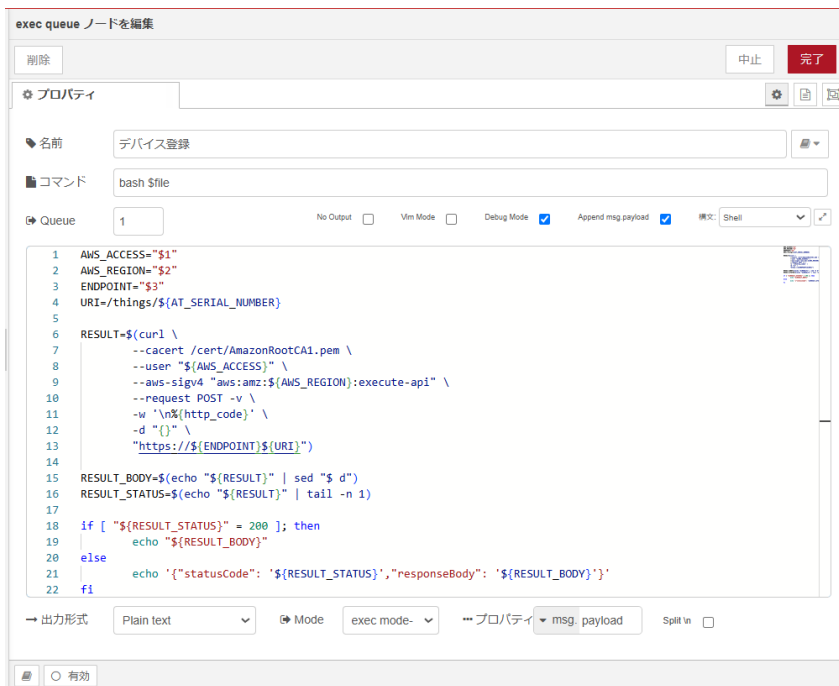 exec queue ノードを編集
削除
中止
完了
プロパティ
名前
デバイス登録
コマンド
bash $file
Queue
1
No Output
Vim Mode
Debug Mode
Append msg.payload
構文:
Shell
1 AWS_ACCESS="$1"
2 AWS_REGION="$2"
3 ENDPOINT="$3"
4 URI=/things/${AT_SERIAL_NUMBER}
5
6 RESULT=$(curl \
7 --cacert /cert/AmazonRootCA1.pem \
8 --user "${AWS_ACCESS}" \
9 --aws-sigv4 "aws:amz:${AWS_REGION}:execute-api" \
10 --request POST -v \
11 -w '\n%{http_code}' \
12 -d "{}" \
13 "https://${ENDPOINT}${URI}")
14
15 RESULT_BODY=$(echo "${RESULT}" | sed "$ d")
16 RESULT_STATUS=$(echo "${RESULT}" | tail -n 1)
17
18 if [ "${RESULT_STATUS}" = 200 ]; then
19 echo "${RESULT_BODY}"
20 else
21 echo '{"statusCode": '${RESULT_STATUS}',"responseBody": '${RESULT_BODY}'}'
22 fi
出力形式
Plain text
Mode
exec mode-
プロパティ
msg.
payload
Split \n
有効